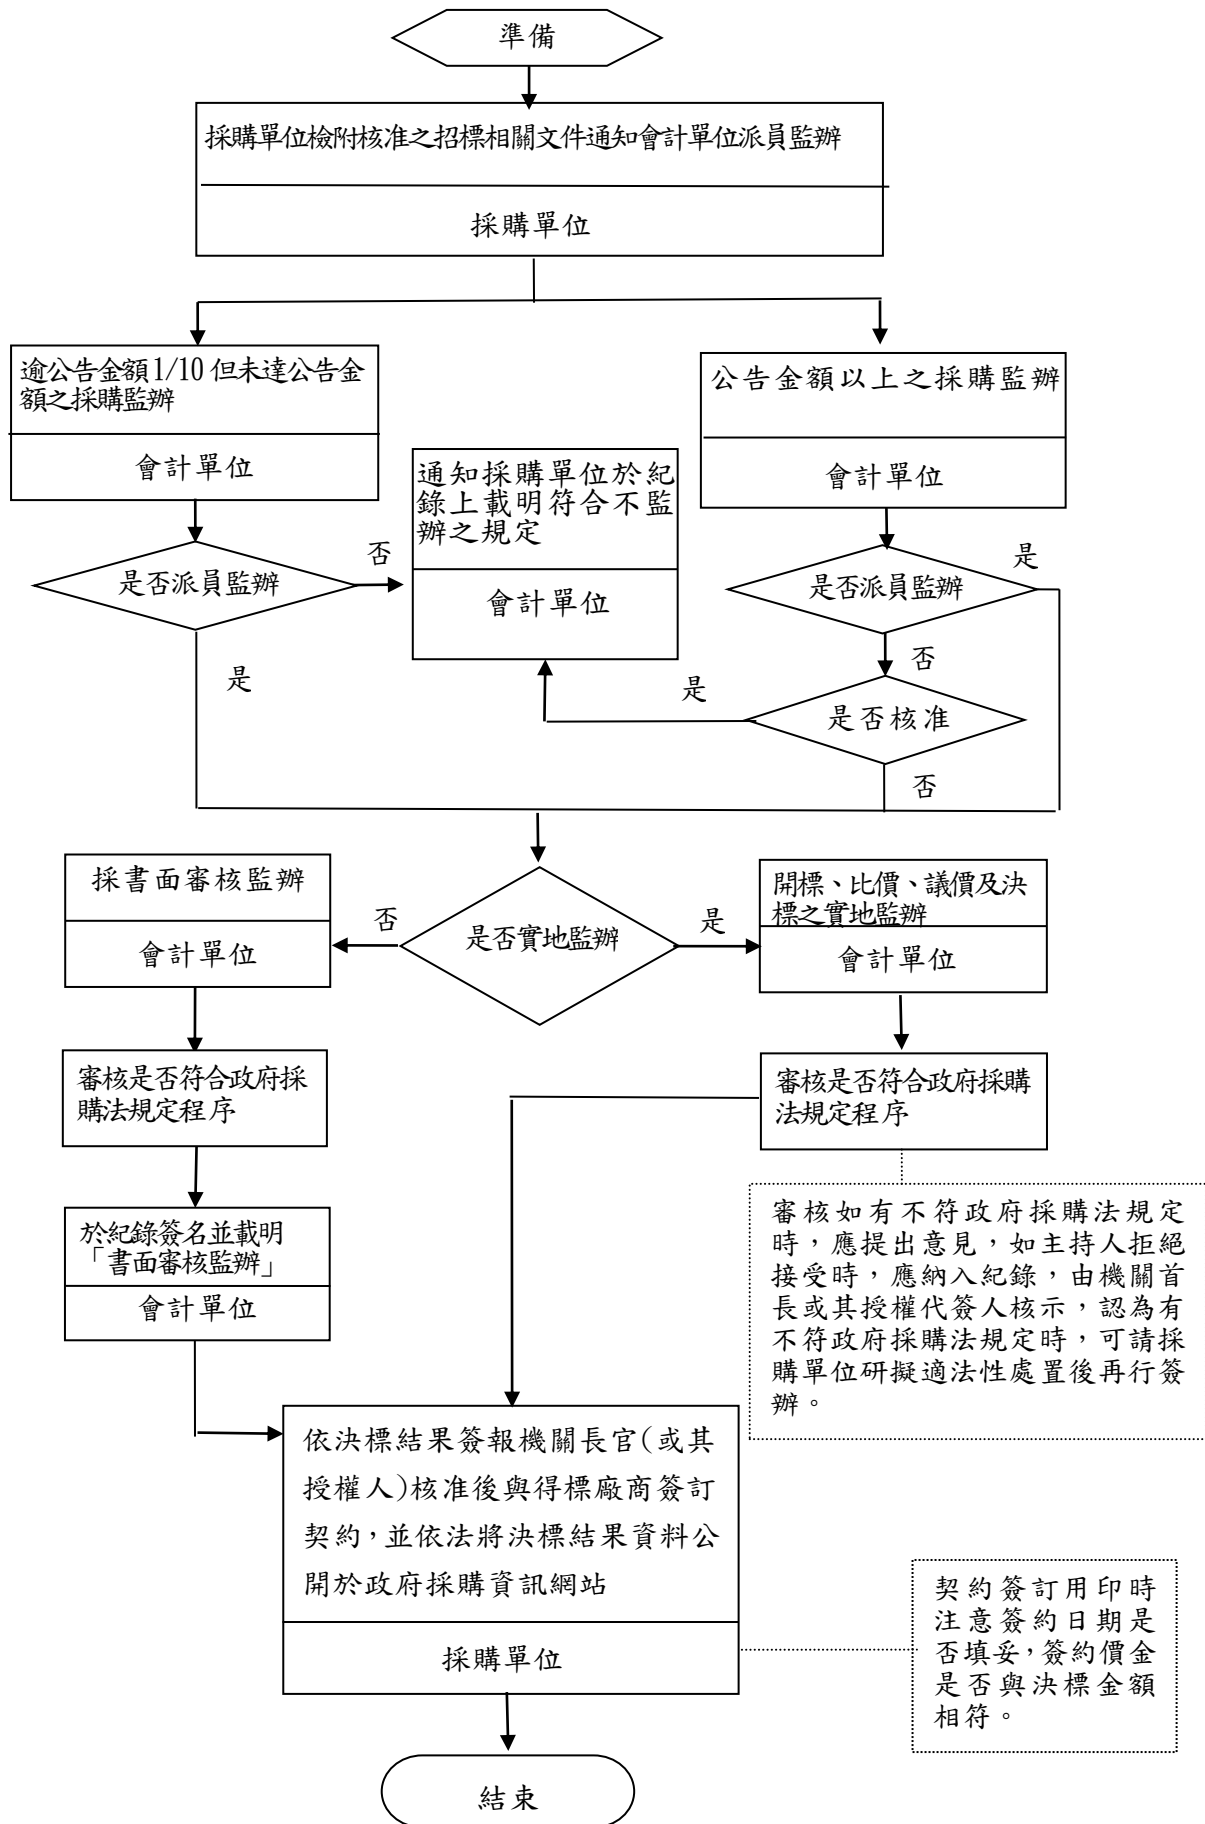 準備
採購單位檢附核准之招標相關文件通知會計單位派員監辦
採購單位
逾公告金額1/10但未達公告金
額之採購監辦
會計單位
公告金額以上之採購監辦
會計單位
通知採購單位於紀
錄上載明符合不監
辦之規定
會計單位
是否派員監辦
否
是
是否派員監辦
是
否
是否核准
是
否
是否實地監辦
否
是
採書面審核監辦
會計單位
開標、比價、議價及決
標之實地監辦
會計單位
審核是否符合政府採
購法規定程序
審核是否符合政府採購
法規定程序
於紀錄簽名並載明
「書面審核監辦」
會計單位
審核如有不符政府採購法規定
時，應提出意見，如主持人拒絕
接受時，應納入紀錄，由機關首
長或其授權代簽人核示，認為有
不符政府採購法規定時，可請採
購單位研擬適法性處置後再行簽
辦。
依決標結果簽報機關長官(或其
授權人)核准後與得標廠商簽訂
契約，並依法將決標結果資料公
開於政府採購資訊網站
採購單位
契約簽訂用印時
注意簽約日期是
否填妥，簽約價金
是否與決標金額
相符。
結束